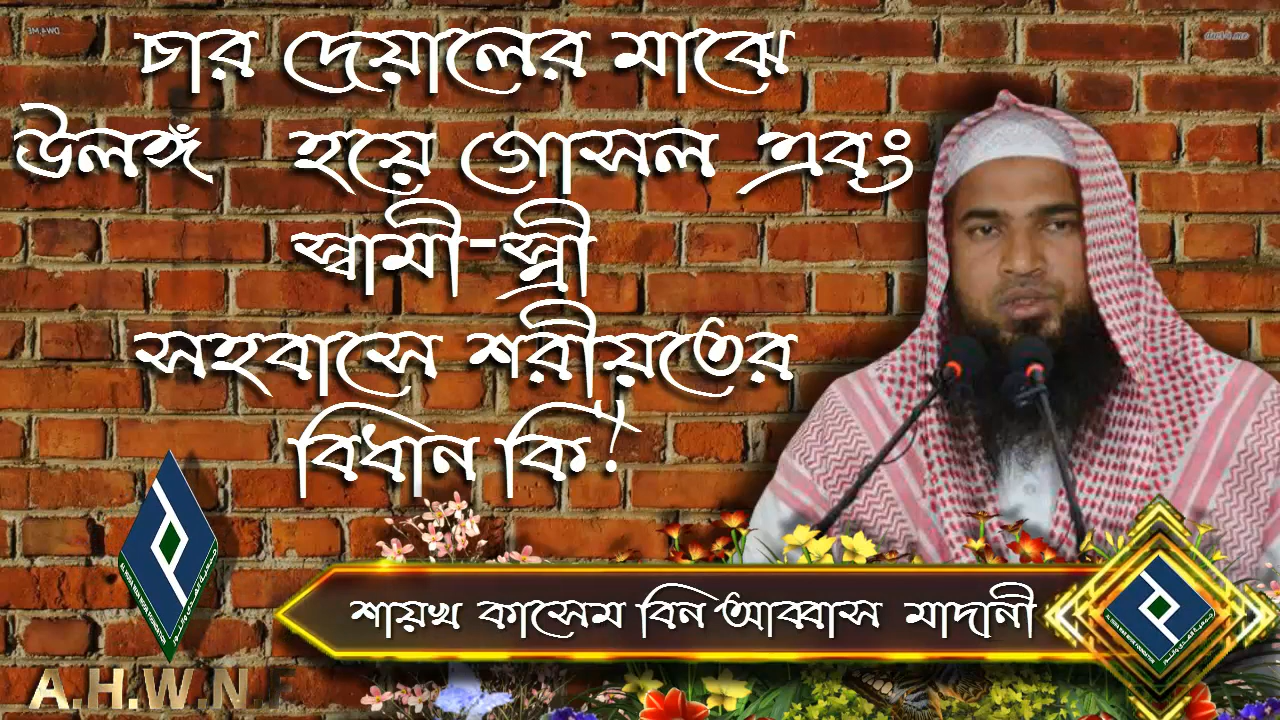 চার দেয়ালের মাঝে
উলঙ্গ হয়ে গোসল এবং
স্বামী-স্ত্রী
সহবাসে শরীয়তের
বিধান কি!
শায়খ কাসেম বিন আব্বাস মাদানী
A.H.W.N.F